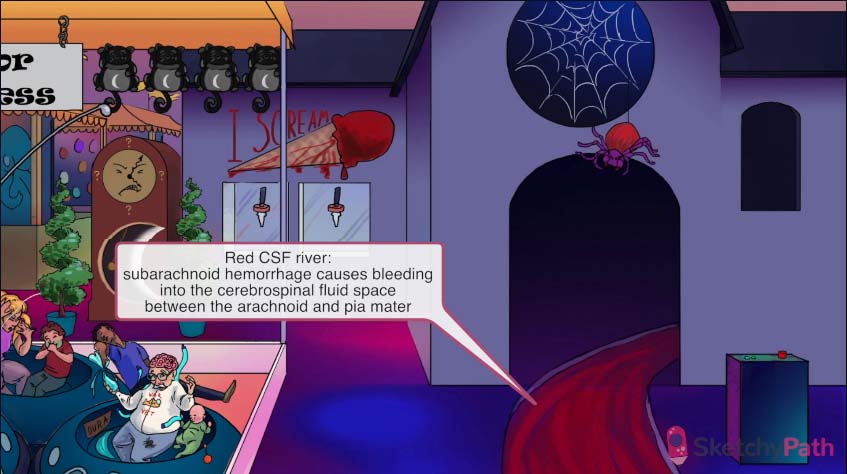 or
ess
I SCREAM
Red CSF river:
subarachnoid hemorrhage causes bleeding
into the cerebrospinal fluid space
between the arachnoid and pia mater
DURA
SketchyPath